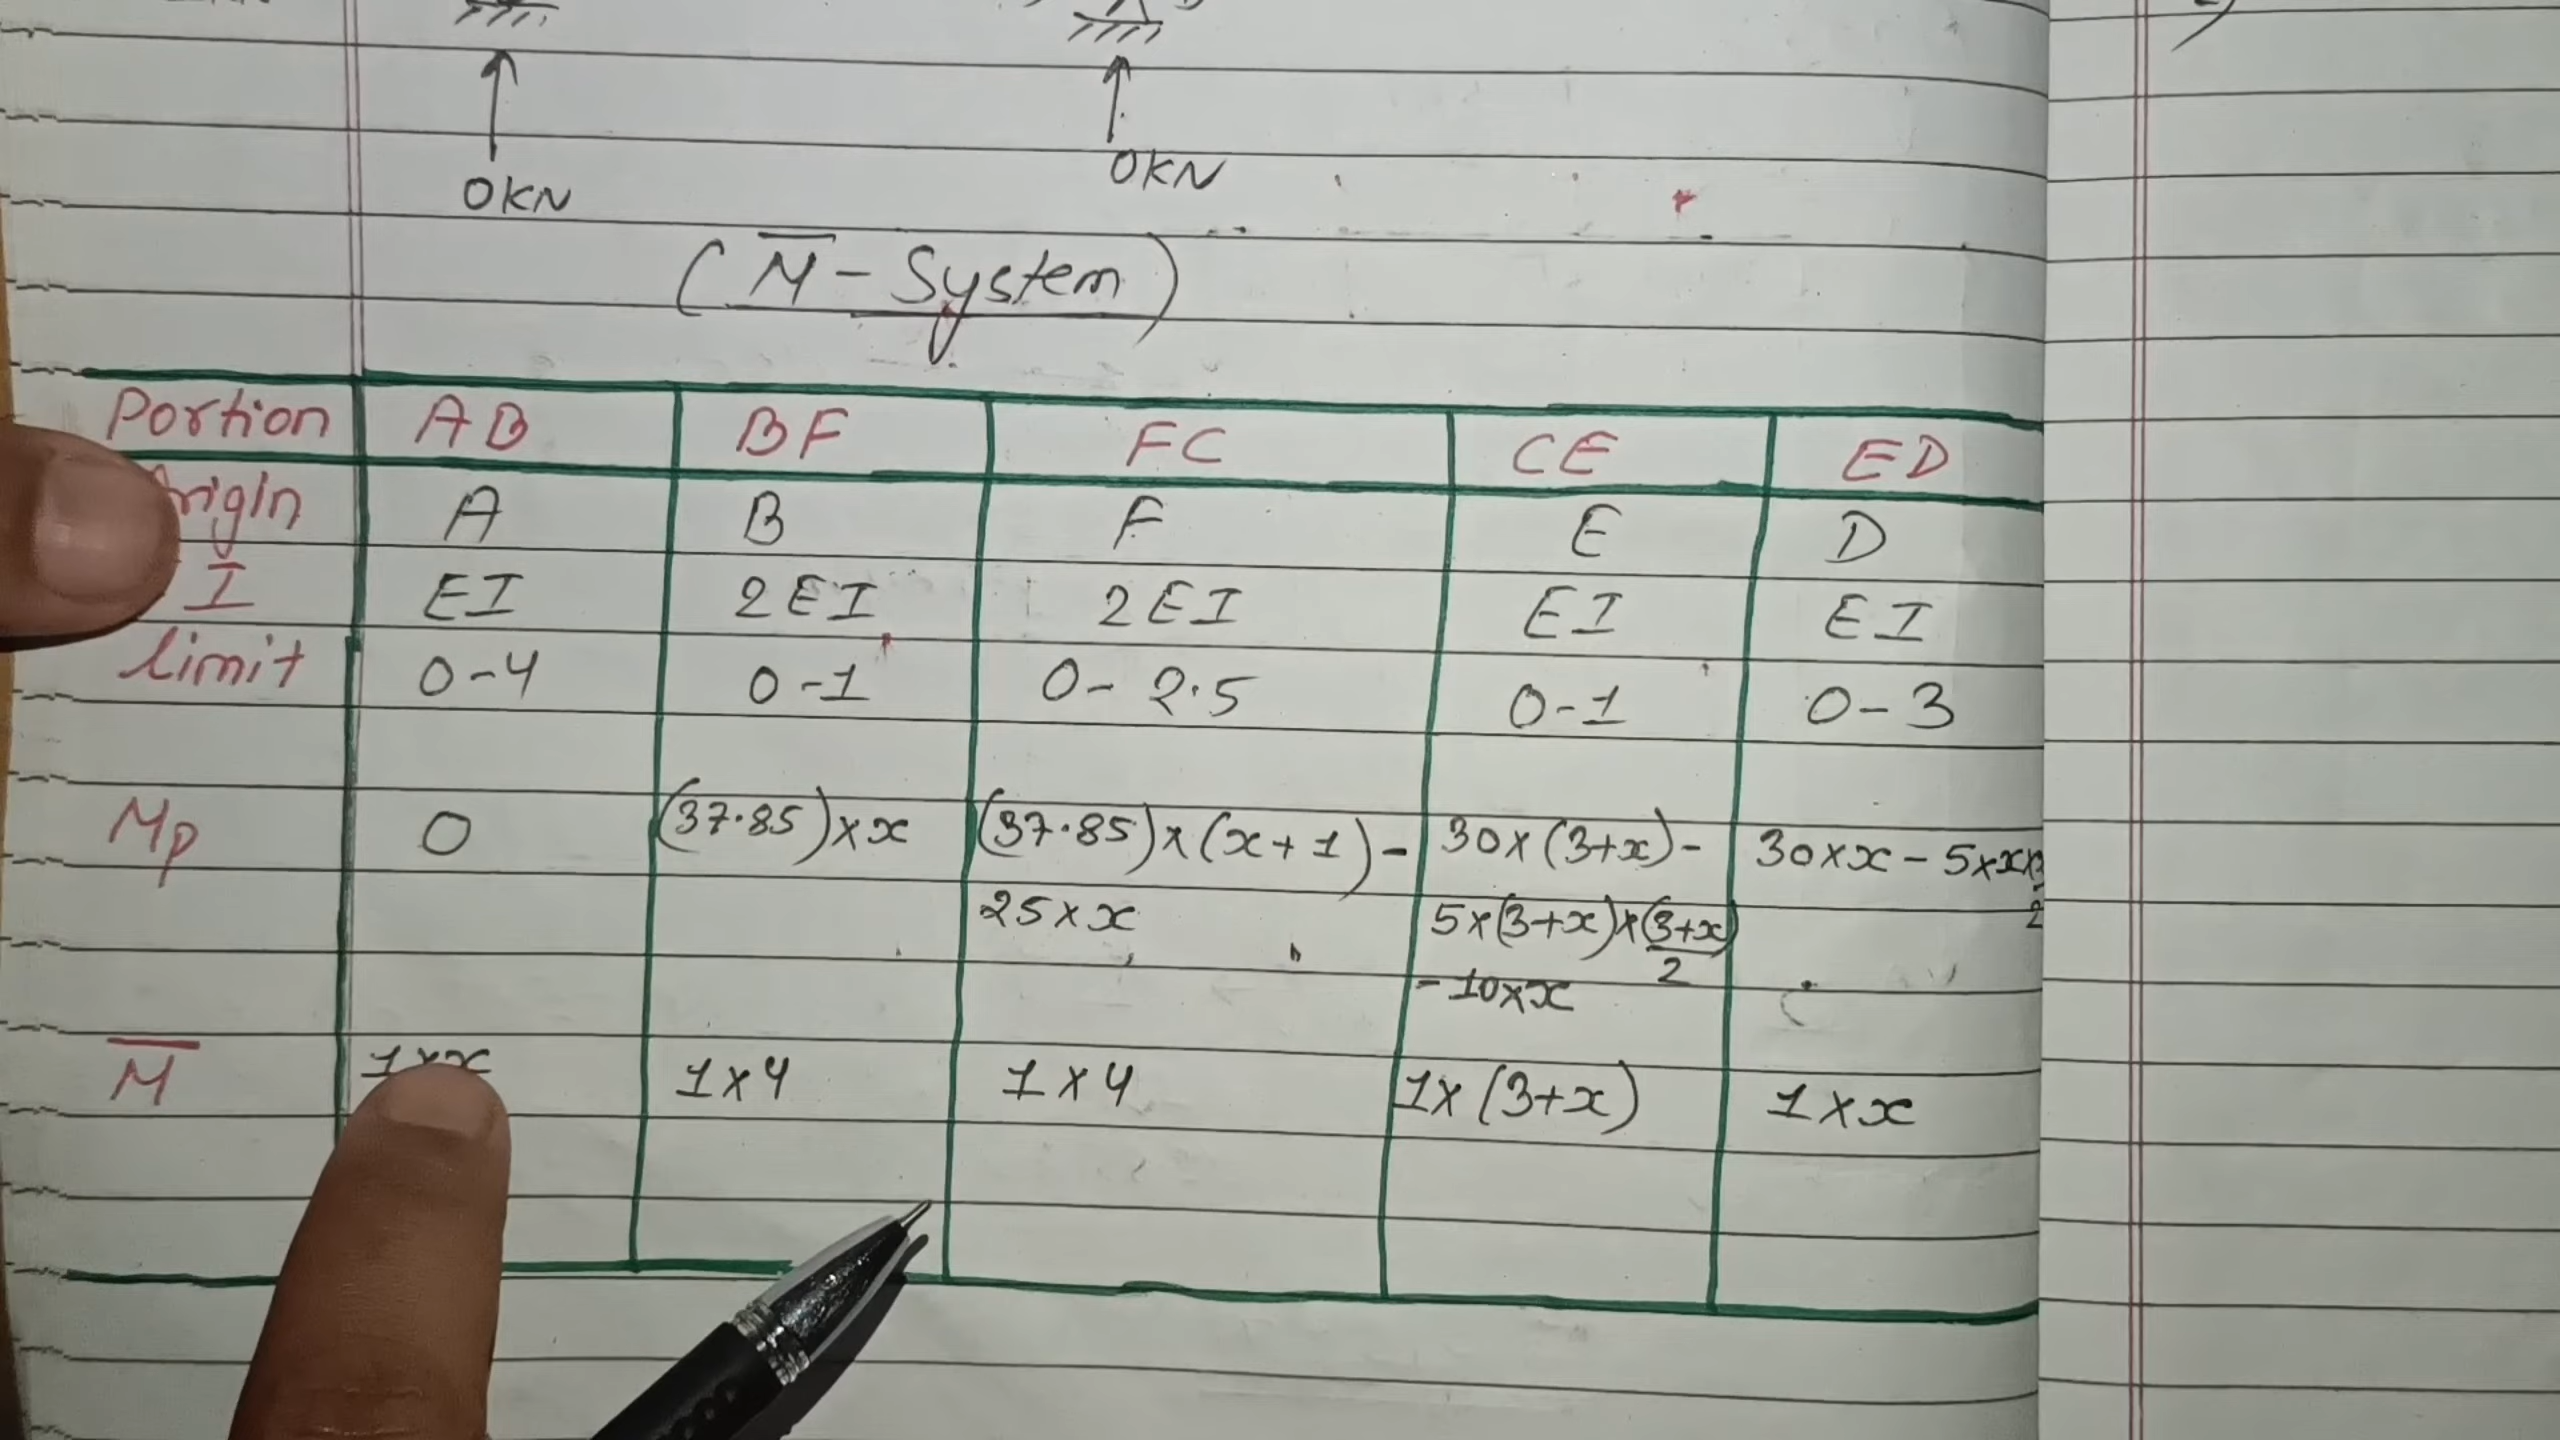 0KN 0KN
(M̅ - System)
Portion AB BF FC CE ED
rigin A B F E D
I EI 2EI 2EI EI EI
limit 0-4 0-1 0-2.5 0-1 0-3
Mp 0 (37.85)×x (37.85)×(x+1)- 30×(3+x)- 30×x-5×x×
25×x 5×(3+x)×(3+x)/2 2
-10×x
M̅ 1×x 1×4 1×4 1×(3+x) 1×x